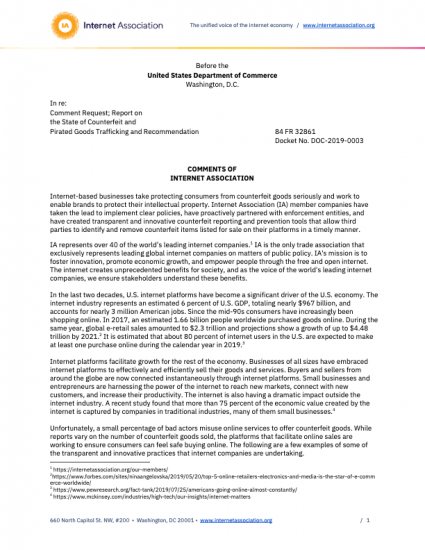 IA
Internet Association
The unified voice of the internet economy / www.internetassociation.org
Before the
United States Department of Commerce
Washington, D.C.
In re:
Comment Request; Report on
the State of Counterfeit and
Pirated Goods Trafficking and Recommendation
84 FR 32861
Docket No. DOC-2019-0003
COMMENTS OF
INTERNET ASSOCIATION
Internet-based businesses take protecting consumers from counterfeit goods seriously and work to
enable brands to protect their intellectual property. Internet Association (IA) member companies have
taken the lead to implement clear policies, have proactively partnered with enforcement entities, and
have created transparent and innovative counterfeit reporting and prevention tools that allow third
parties to identify and remove counterfeit items listed for sale on their platforms in a timely manner.
IA represents over 40 of the world's leading internet companies.¹ IA is the only trade association that
exclusively represents leading global internet companies on matters of public policy. IA's mission is to
foster innovation, promote economic growth, and empower people through the free and open internet.
The internet creates unprecedented benefits for society, and as the voice of the world's leading internet
companies, we ensure stakeholders understand these benefits.
In the last two decades, U.S. internet platforms have become a significant driver of the U.S. economy. The
internet industry represents an estimated 6 percent of U.S. GDP, totaling nearly $967 billion, and
accounts for nearly 3 million American jobs. Since the mid-90s consumers have increasingly been
shopping online. In 2017, an estimated 1.66 billion people worldwide purchased goods online. During the
same year, global e-retail sales amounted to $2.3 trillion and projections show a growth of up to $4.48
trillion by 2021.² It is estimated that about 80 percent of internet users in the U.S. are expected to make
at least one purchase online during the calendar year in 2019.³
Internet platforms facilitate growth for the rest of the economy. Businesses of all sizes have embraced
internet platforms to effectively and efficiently sell their goods and services. Buyers and sellers from
around the globe are now connected instantaneously through internet platforms. Small businesses and
entrepreneurs are harnessing the power of the internet to reach new markets, connect with new
customers, and increase their productivity. The internet is also having a dramatic impact outside the
internet industry. A recent study found that more than 75 percent of the economic value created by the
internet is captured by companies in traditional industries, many of them small businesses.⁴
Unfortunately, a small percentage of bad actors misuse online services to offer counterfeit goods. While
reports vary on the number of counterfeit goods sold, the platforms that facilitate online sales are
working to ensure consumers can feel safe buying online. The following are a few examples of some of
the transparent and innovative practices that internet companies are undertaking.
¹ https://internetassociation.org/our-members/
²https://www.forbes.com/sites/ninaangelovska/2019/05/20/top-5-online-retailers-electronics-and-media-is-the-star-of-e-comm
erce-worldwide/
³ https://www.pewresearch.org/fact-tank/2019/07/25/americans-going-online-almost-constantly/
⁴ https://www.mckinsey.com/industries/high-tech/our-insights/internet-matters
660 North Capitol St. NW, #200 • Washington, DC 20001 • www.internetassociation.org / 1